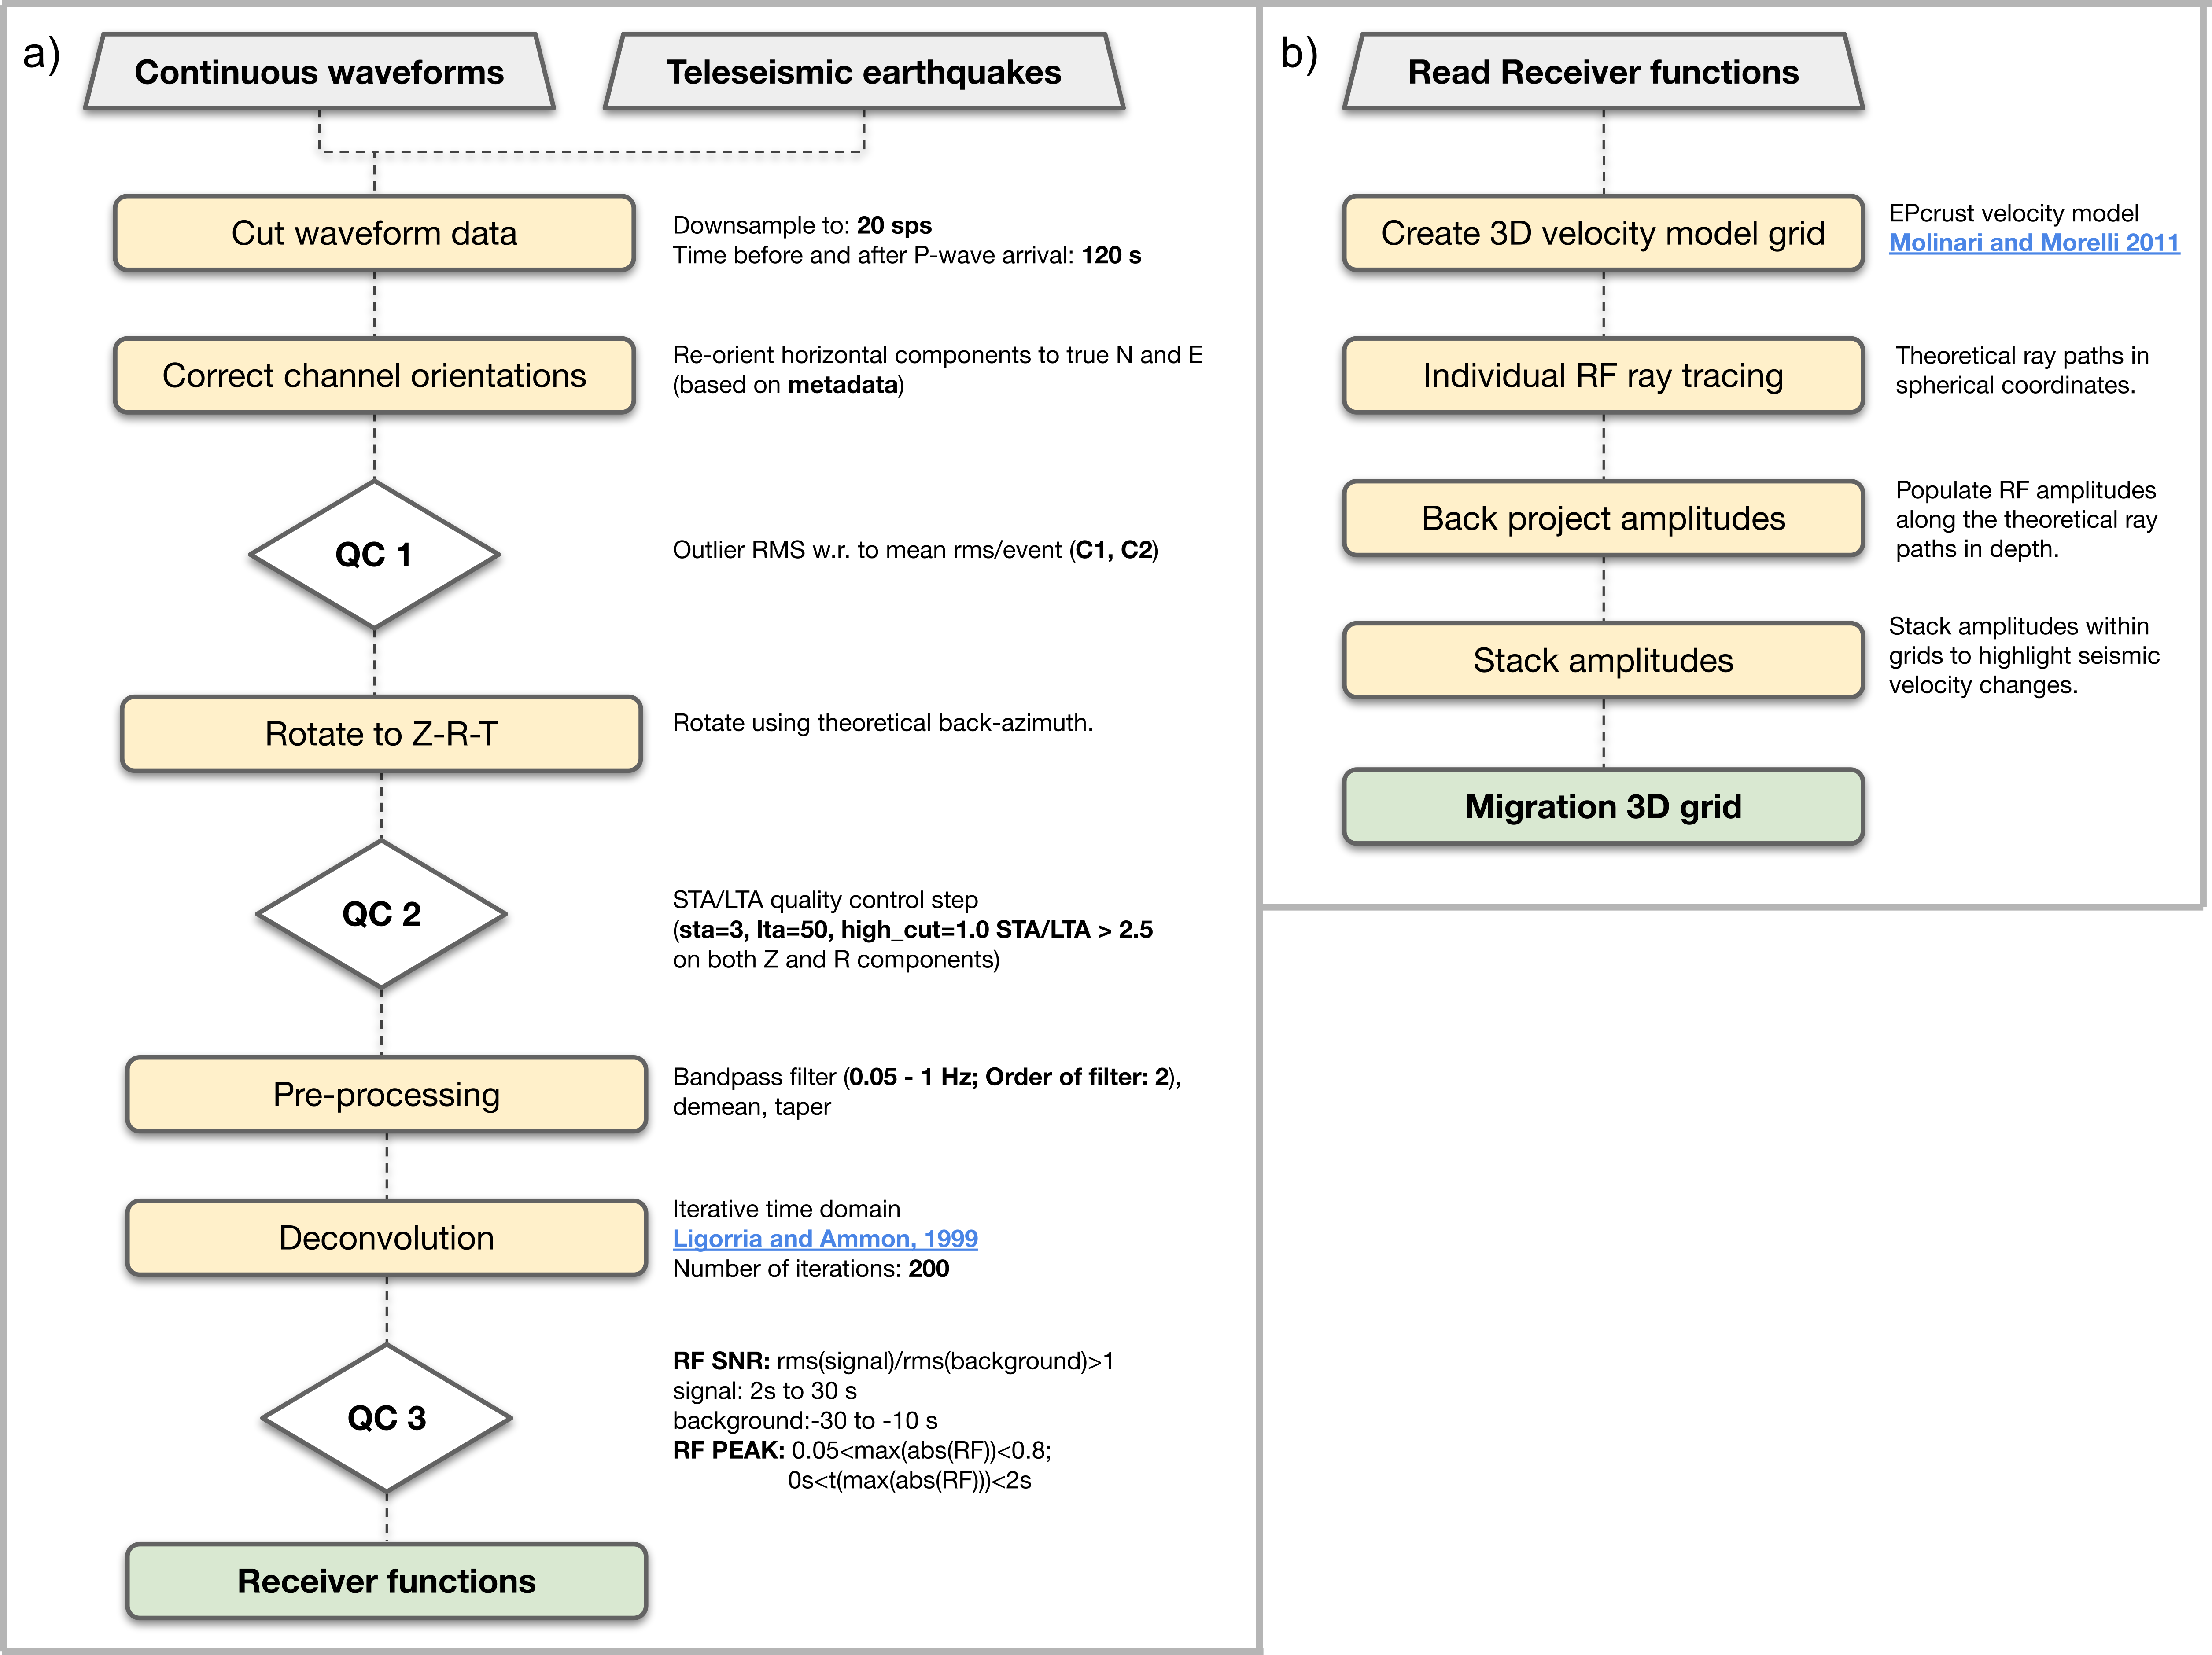 a)
Continuous waveforms
Teleseismic earthquakes
Cut waveform data
Downsample to: 20 sps
Time before and after P-wave arrival: 120 s
Correct channel orientations
Re-orient horizontal components to true N and E
(based on metadata)
QC 1
Outlier RMS w.r. to mean rms/event (C1, C2)
Rotate to Z-R-T
Rotate using theoretical back-azimuth.
QC 2
STA/LTA quality control step
(sta=3, lta=50, high_cut=1.0 STA/LTA > 2.5
on both Z and R components)
Pre-processing
Bandpass filter (0.05 - 1 Hz; Order of filter: 2),
demean, taper
Deconvolution
Iterative time domain
Ligorria and Ammon, 1999
Number of iterations: 200
QC 3
RF SNR: rms(signal)/rms(background)>1
signal: 2s to 30 s
background:-30 to -10 s
RF PEAK: 0.05<max(abs(RF))<0.8;
0s<t(max(abs(RF)))<2s
Receiver functions
b)
Read Receiver functions
Create 3D velocity model grid
EPcrust velocity model
Molinari and Morelli 2011
Individual RF ray tracing
Theoretical ray paths in
spherical coordinates.
Back project amplitudes
Populate RF amplitudes
along the theoretical ray
paths in depth.
Stack amplitudes
Stack amplitudes within
grids to highlight seismic
velocity changes.
Migration 3D grid